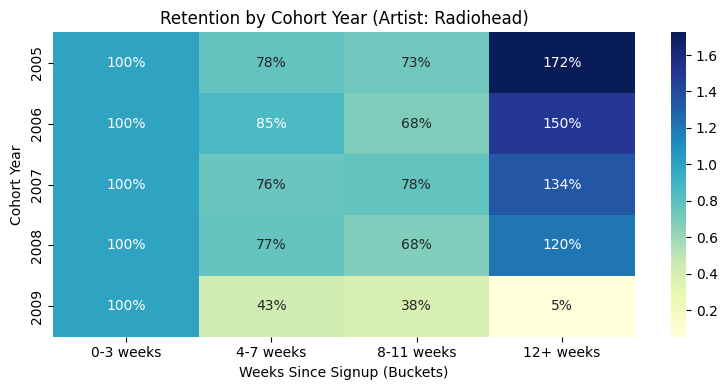 Retention by Cohort Year (Artist: Radiohead)
2005 100% 78% 73% 172%
2006 100% 85% 68% 150%
2007 100% 76% 78% 134%
2008 100% 77% 68% 120%
2009 100% 43% 38% 5%
Cohort Year
0-3 weeks 4-7 weeks 8-11 weeks 12+ weeks
Weeks Since Signup (Buckets)
1.6
1.4
1.2
1.0
0.8
0.6
0.4
0.2